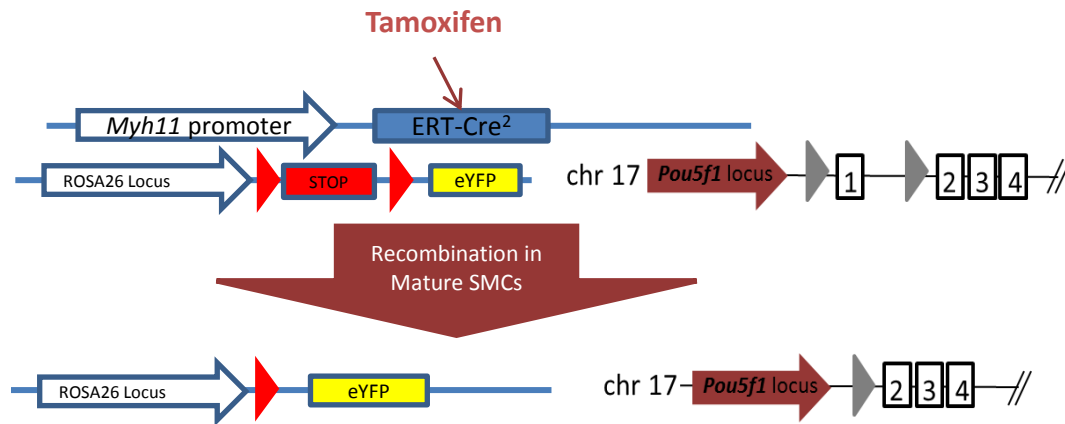 Tamoxifen
Myh11 promoter
ERT-Cre²
ROSA26 Locus
STOP
eYFP
chr 17
Pou5f1 locus
1
2
3
4
Recombination in
Mature SMCs
ROSA26 Locus
eYFP
chr 17
Pou5f1 locus
2
3
4